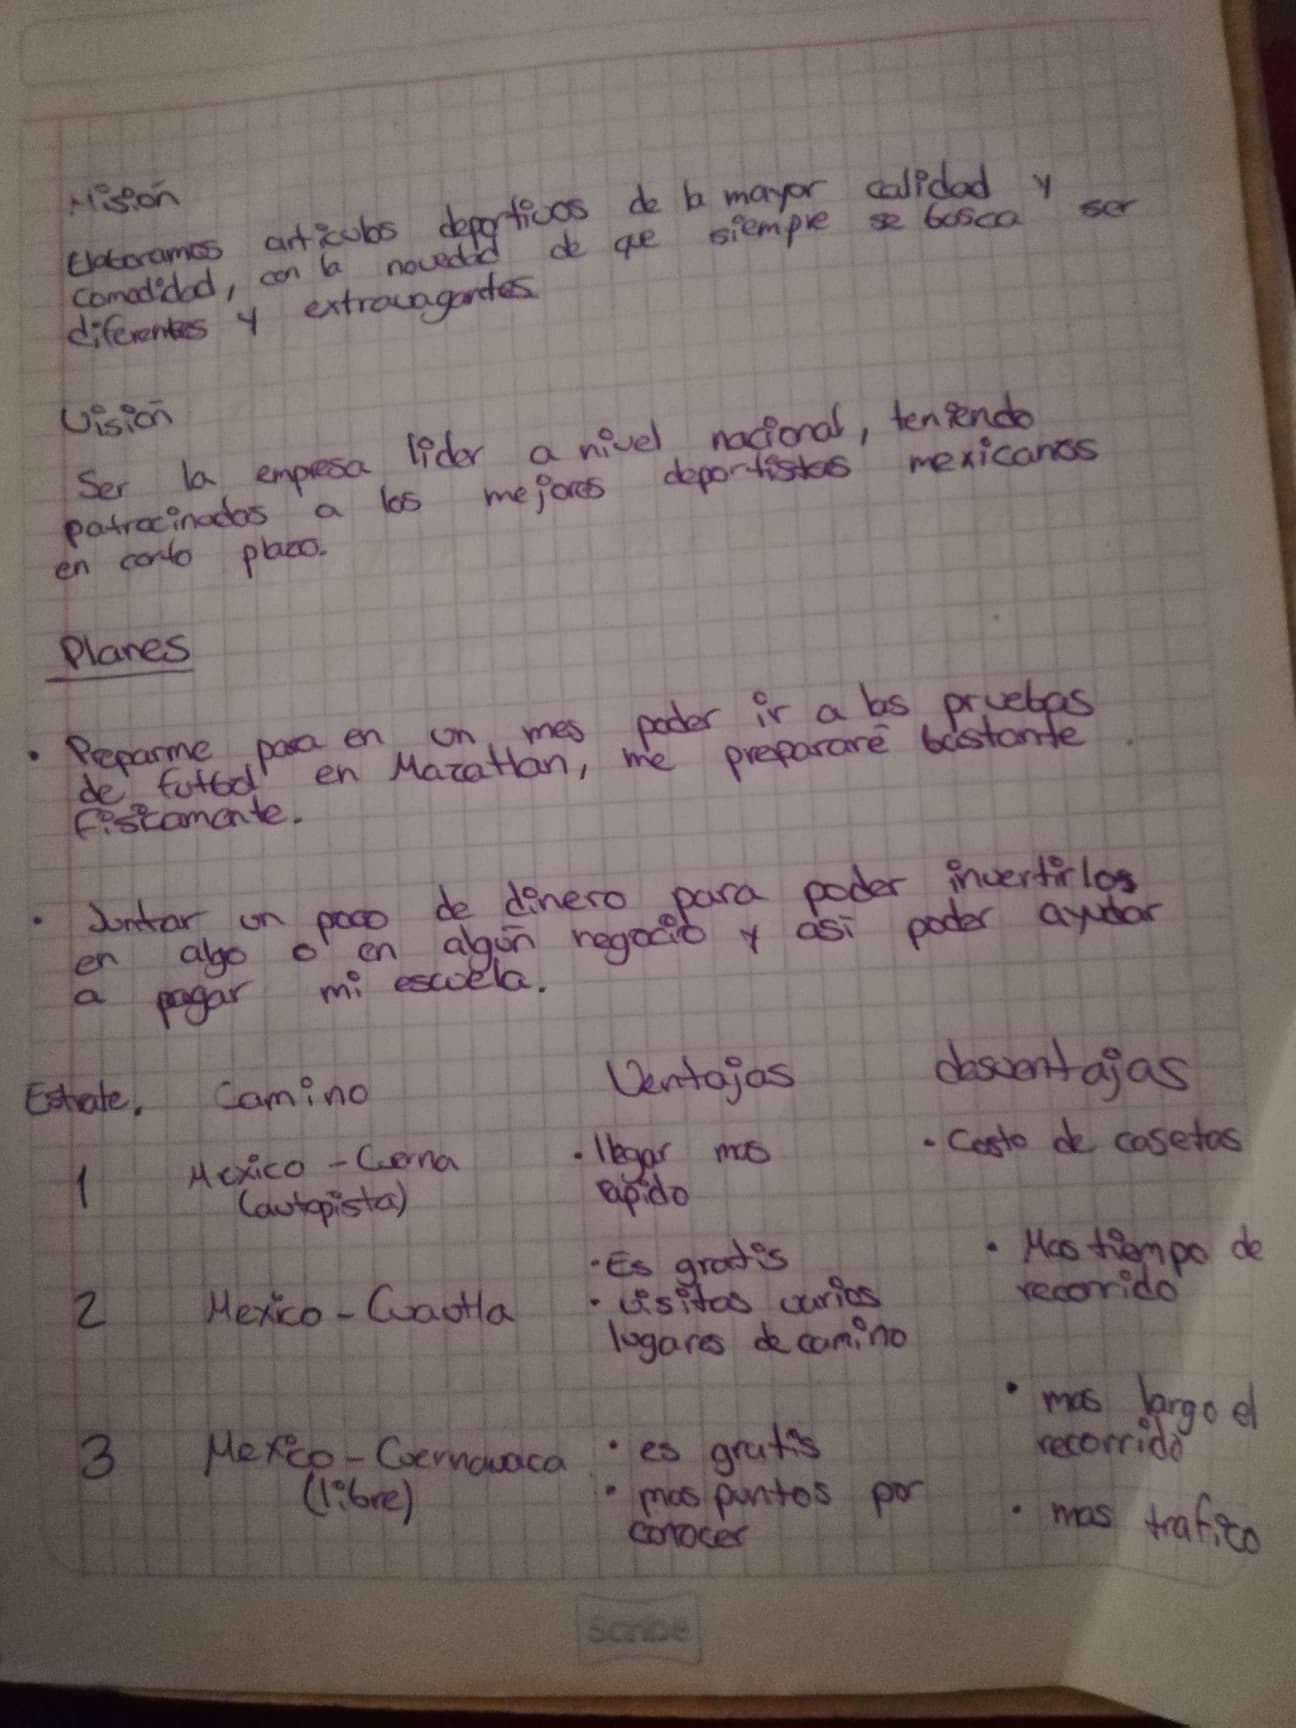 Misión
Elaboramos articulos deportivos de la mayor calidad y
comodidad, con la novedad de que siempre se busca ser
diferentes y extravagantes
Visión
Ser la empresa lider a nivel nacional, teniendo
patrocinados a los mejores deportistas mexicanos
en corto plazo.
Planes
• Preparme para en un mes poder ir a las pruebas
de futbol en Mazatlan, me prepararé bastante
fisicamente.
• Juntar un poco de dinero para poder invertirlos
en algo o en algún negocio y así poder ayudar
a pagar mi escuela.
Estrate. Camino Ventajas desventajas
1 Mexico - Cuerna • llegar mas • Costo de casetas
(autopista) rapido
• Es gratis • Mas tiempo de
2 Mexico - Cuautla • visitas varios recorrido
lugares de camino
• mas largo el
3 Mexico - Cuernavaca • es gratis recorrido
(libre) • mas puntos por • mas trafico
conocer
Scribe